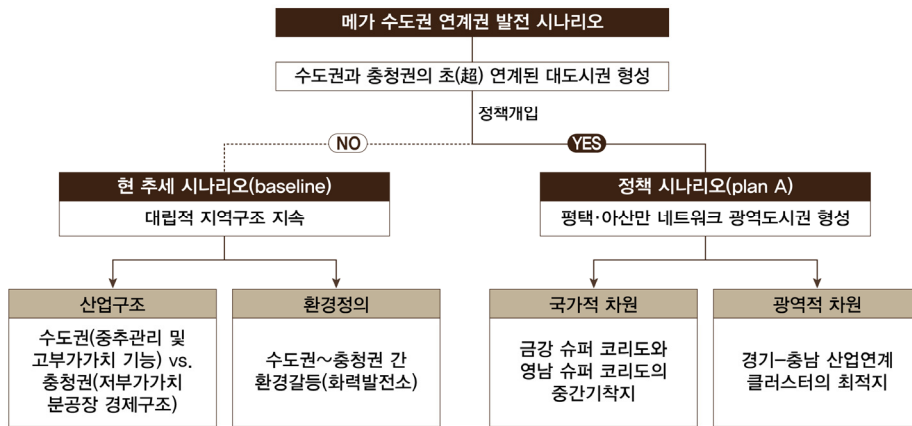 메가 수도권 연계권 발전 시나리오
수도권과 충청권의 초(超) 연계된 대도시권 형성
정책개입
NO
YES
현 추세 시나리오(baseline)
대립적 지역구조 지속
정책 시나리오(plan A)
평택·아산만 네트워크 광역도시권 형성
산업구조
수도권(중추관리 및
고부가가치 기능) vs.
충청권(저부가가치
분공장 경제구조)
환경정의
수도권~충청권 간
환경갈등(화력발전소)
국가적 차원
금강 슈퍼 코리도와
영남 슈퍼 코리도의
중간기착지
광역적 차원
경기–충남 산업연계
클러스터의 최적지